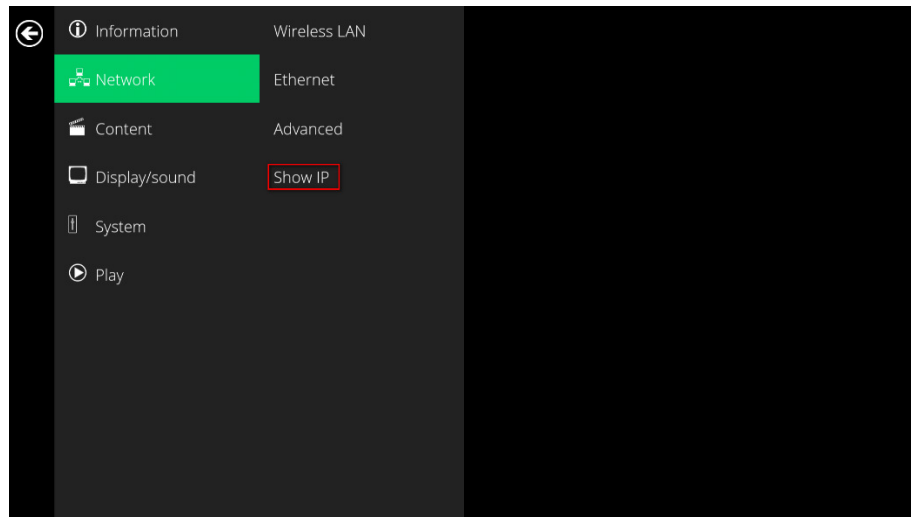 Information
Network
Content
Display/sound
System
Play
Wireless LAN
Ethernet
Advanced
Show IP